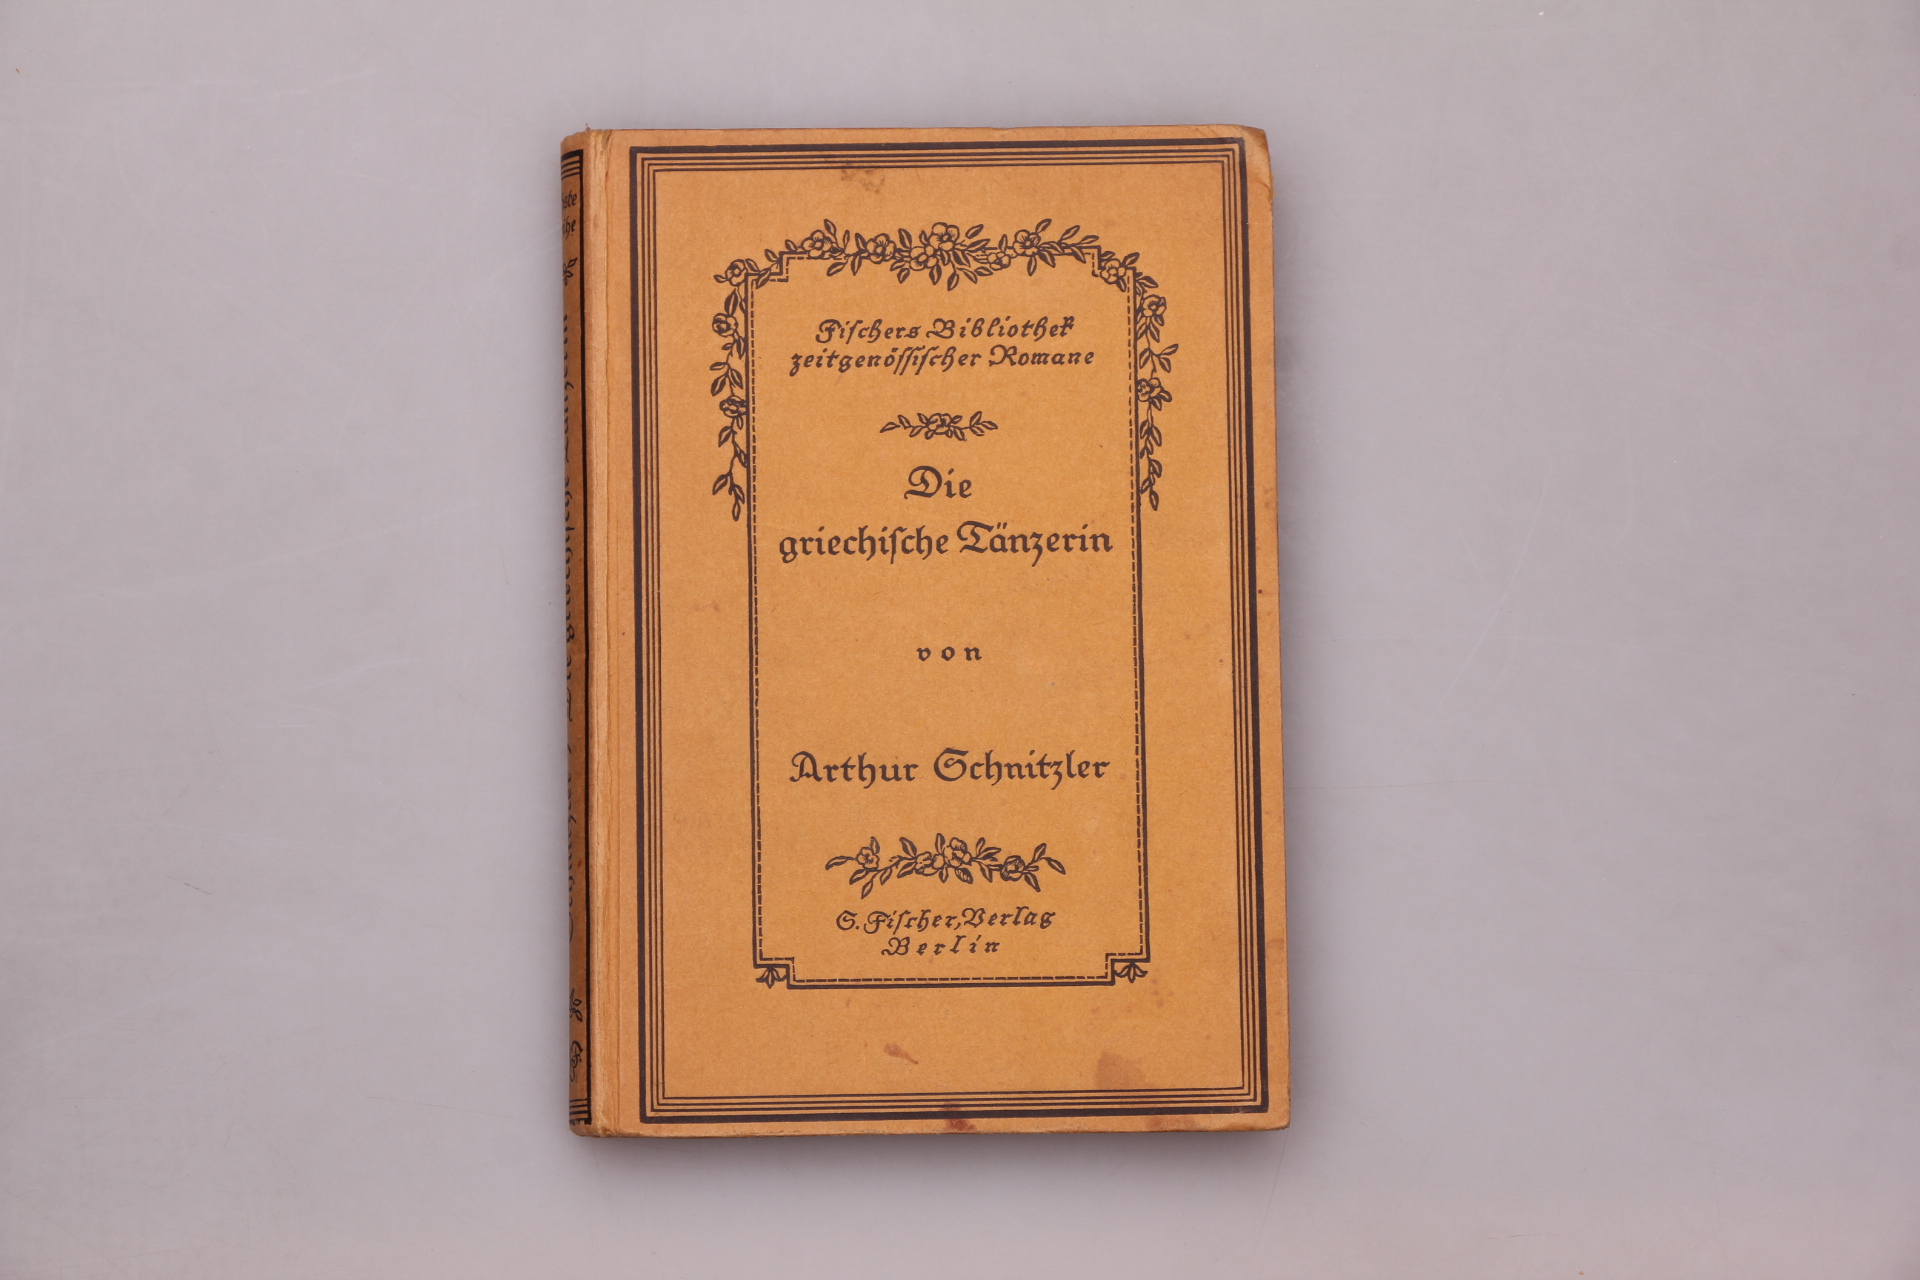 Fiſchers Bibliothek
zeitgenöſſiſcher Romane
Die
griechiſche Tänzerin
von
Arthur Schnitzler
S. Fiſcher, Verlag
Berlin